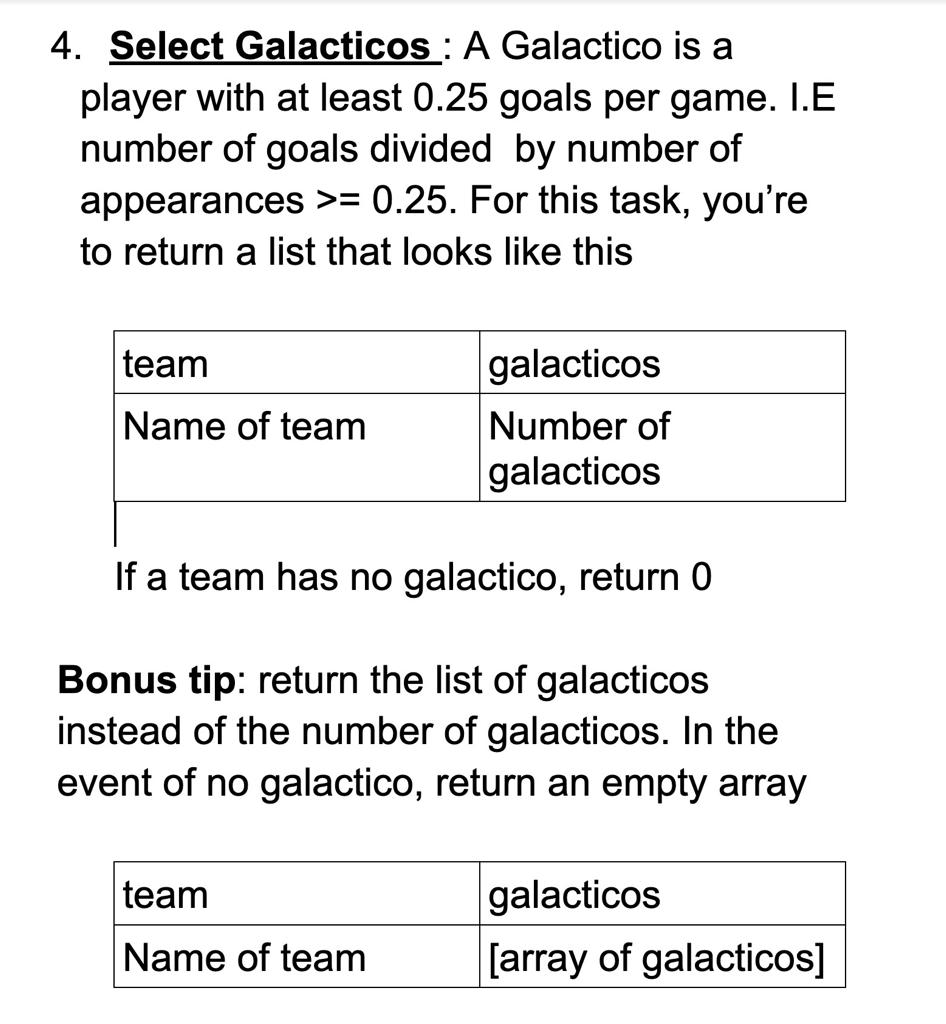 4. Select Galacticos : A Galactico is a
player with at least 0.25 goals per game. I.E
number of goals divided  by number of
appearances >= 0.25. For this task, you’re
to return a list that looks like this
team galacticos
Name of team Number of
galacticos
If a team has no galactico, return 0
Bonus tip: return the list of galacticos
instead of the number of galacticos. In the
event of no galactico, return an empty array
team galacticos
Name of team [array of galacticos]